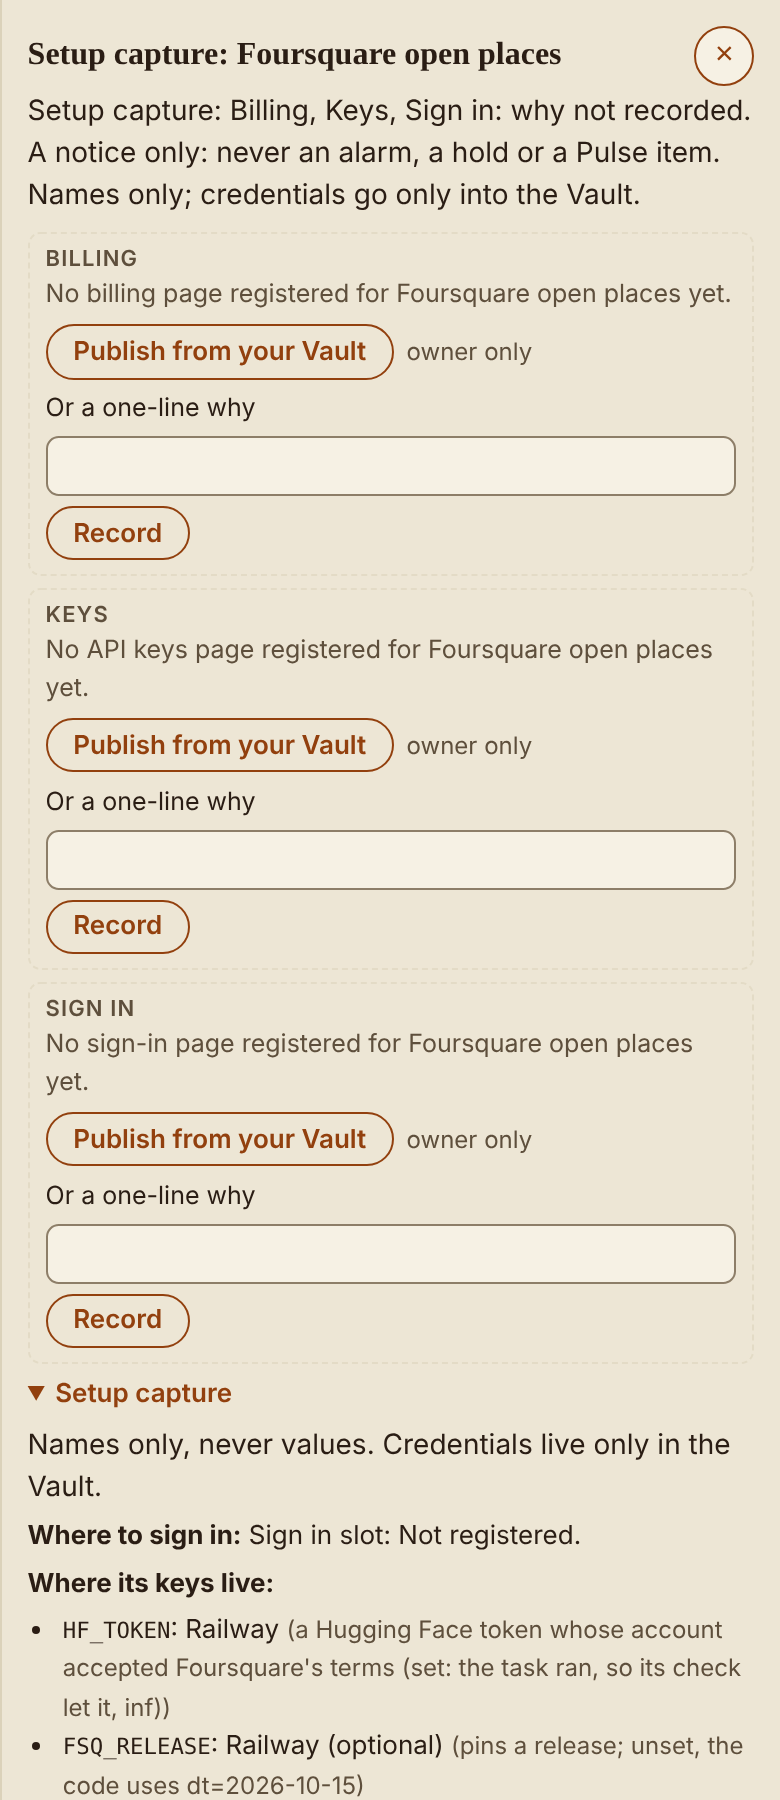 Setup capture: Foursquare open places
×
Setup capture: Billing, Keys, Sign in: why not recorded.
A notice only: never an alarm, a hold or a Pulse item.
Names only; credentials go only into the Vault.
BILLING
No billing page registered for Foursquare open places yet.
Publish from your Vault owner only
Or a one-line why
Record
KEYS
No API keys page registered for Foursquare open places
yet.
Publish from your Vault owner only
Or a one-line why
Record
SIGN IN
No sign-in page registered for Foursquare open places
yet.
Publish from your Vault owner only
Or a one-line why
Record
▼ Setup capture
Names only, never values. Credentials live only in the
Vault.
Where to sign in: Sign in slot: Not registered.
Where its keys live:
• HF_TOKEN: Railway (a Hugging Face token whose account
accepted Foursquare's terms (set: the task ran, so its check
let it, inf))
• FSQ_RELEASE: Railway (optional) (pins a release; unset, the
code uses dt=2026-10-15)